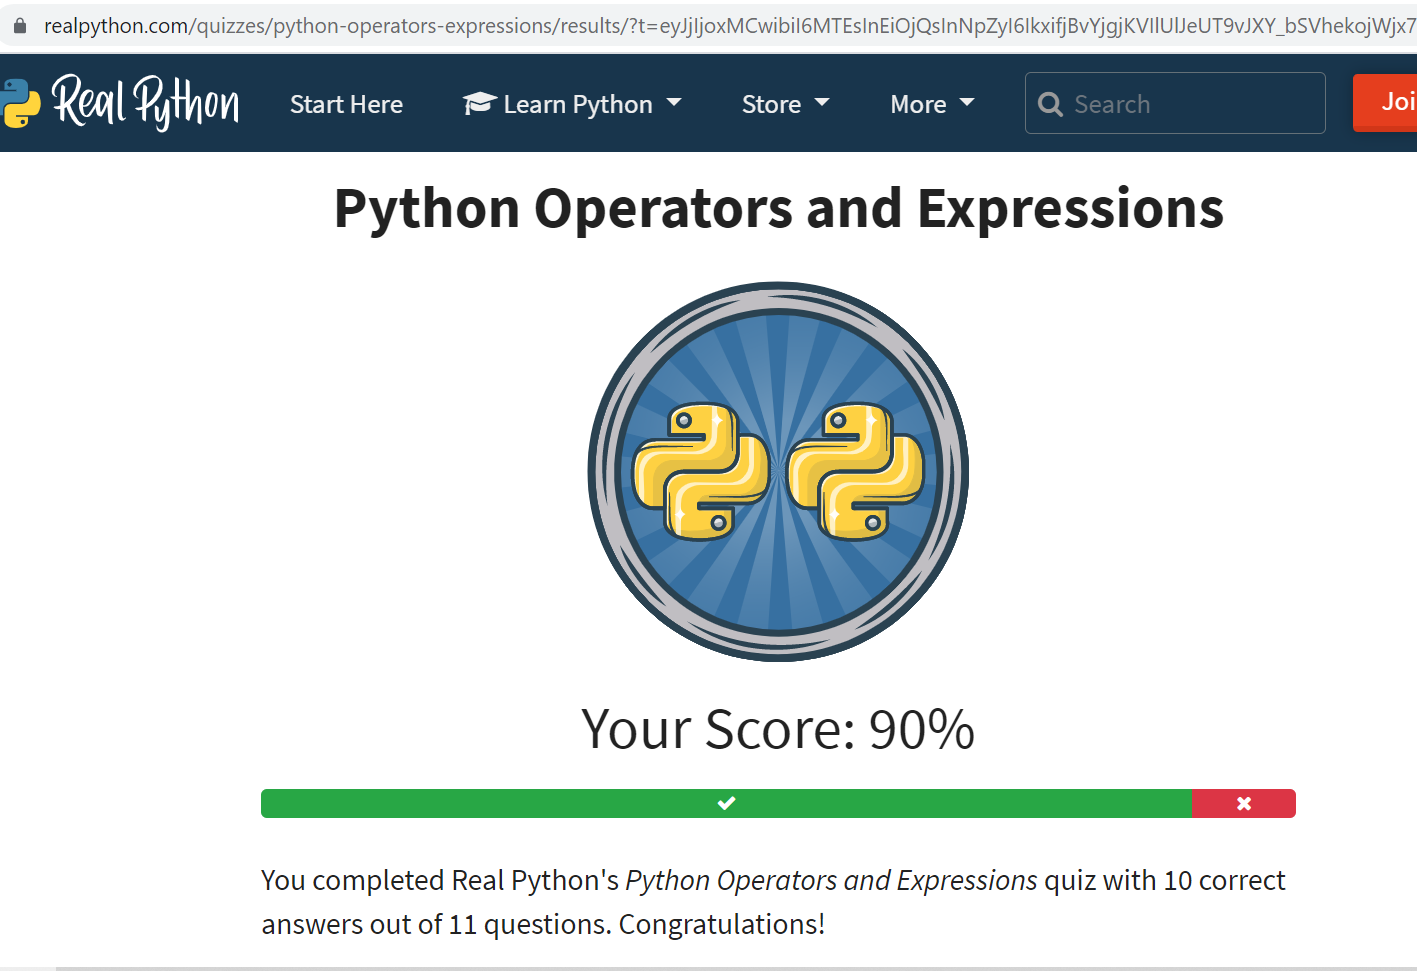 realpython.com/quizzes/python-operators-expressions/results/?t=eyJjIjoxMCwibiI6MTEsInEiOjQsInNpZyI6IkxifjBvYjgjKVIlUlJeUT9vJXY_bSVhekojWjx7
Real Python
Start Here
Learn Python
Store
More
Search
Joi
Python Operators and Expressions
Your Score: 90%
You completed Real Python's Python Operators and Expressions quiz with 10 correct
answers out of 11 questions. Congratulations!